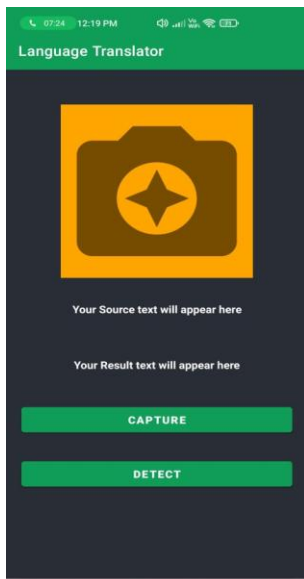 07:24 12:19 PM
Language Translator
Your Source text will appear here
Your Result text will appear here
CAPTURE
DETECT